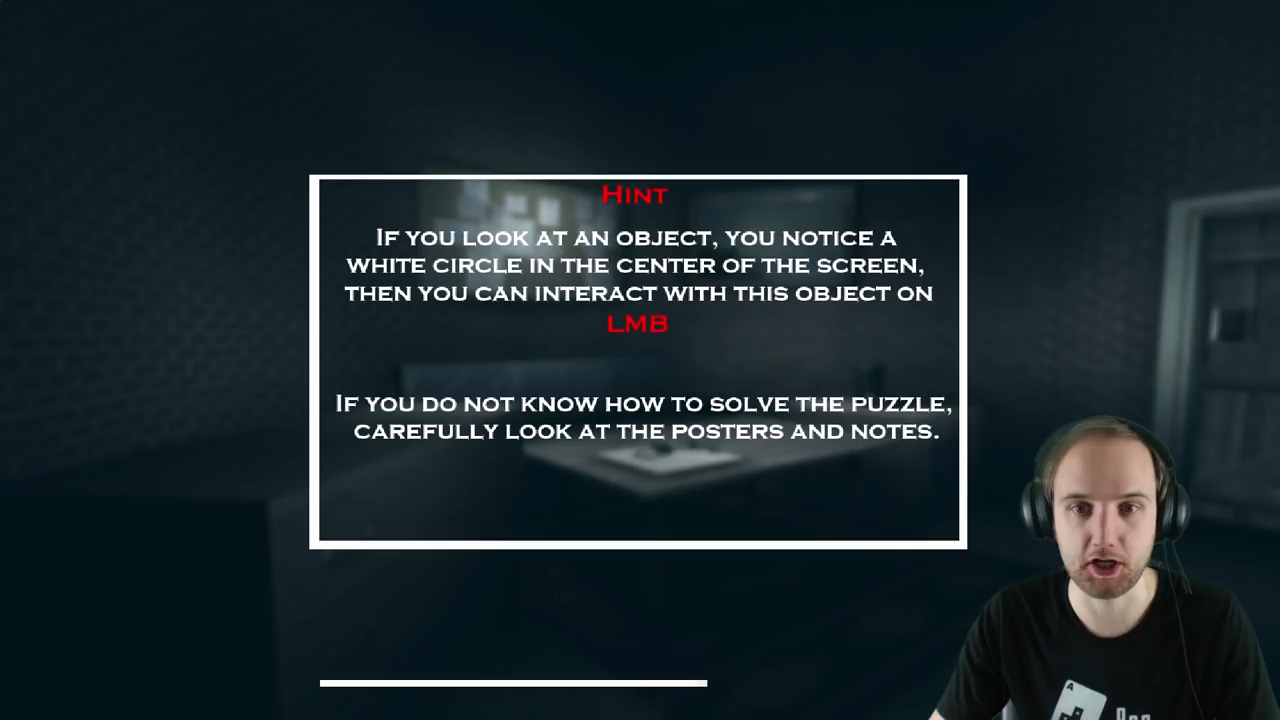 Hint
If you look at an object, you notice a
white circle in the center of the screen,
then you can interact with this object on
LMB
If you do not know how to solve the puzzle,
carefully look at the posters and notes.
A